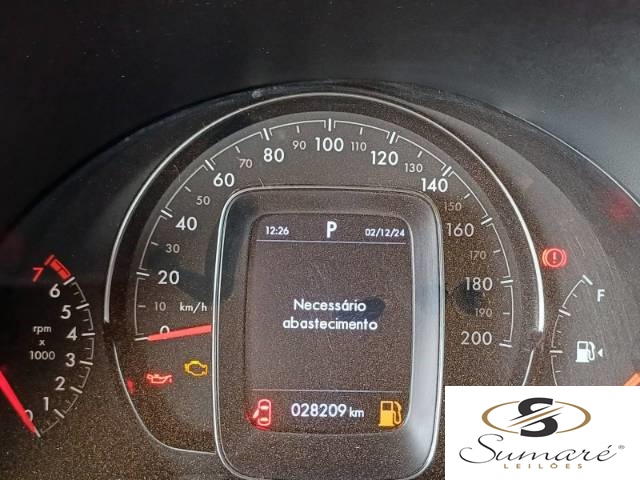 12:26 P 02/12/24
Necessário
abastecimento
028209 km
0 10 20 30 40 50 60 70 80 90 100 110 120 130 140 150 160 170 180 190 200
km/h
0 1 2 3 4 5 6 7
rpm
x
1000
F
S
Sumaré®
LEILÕES